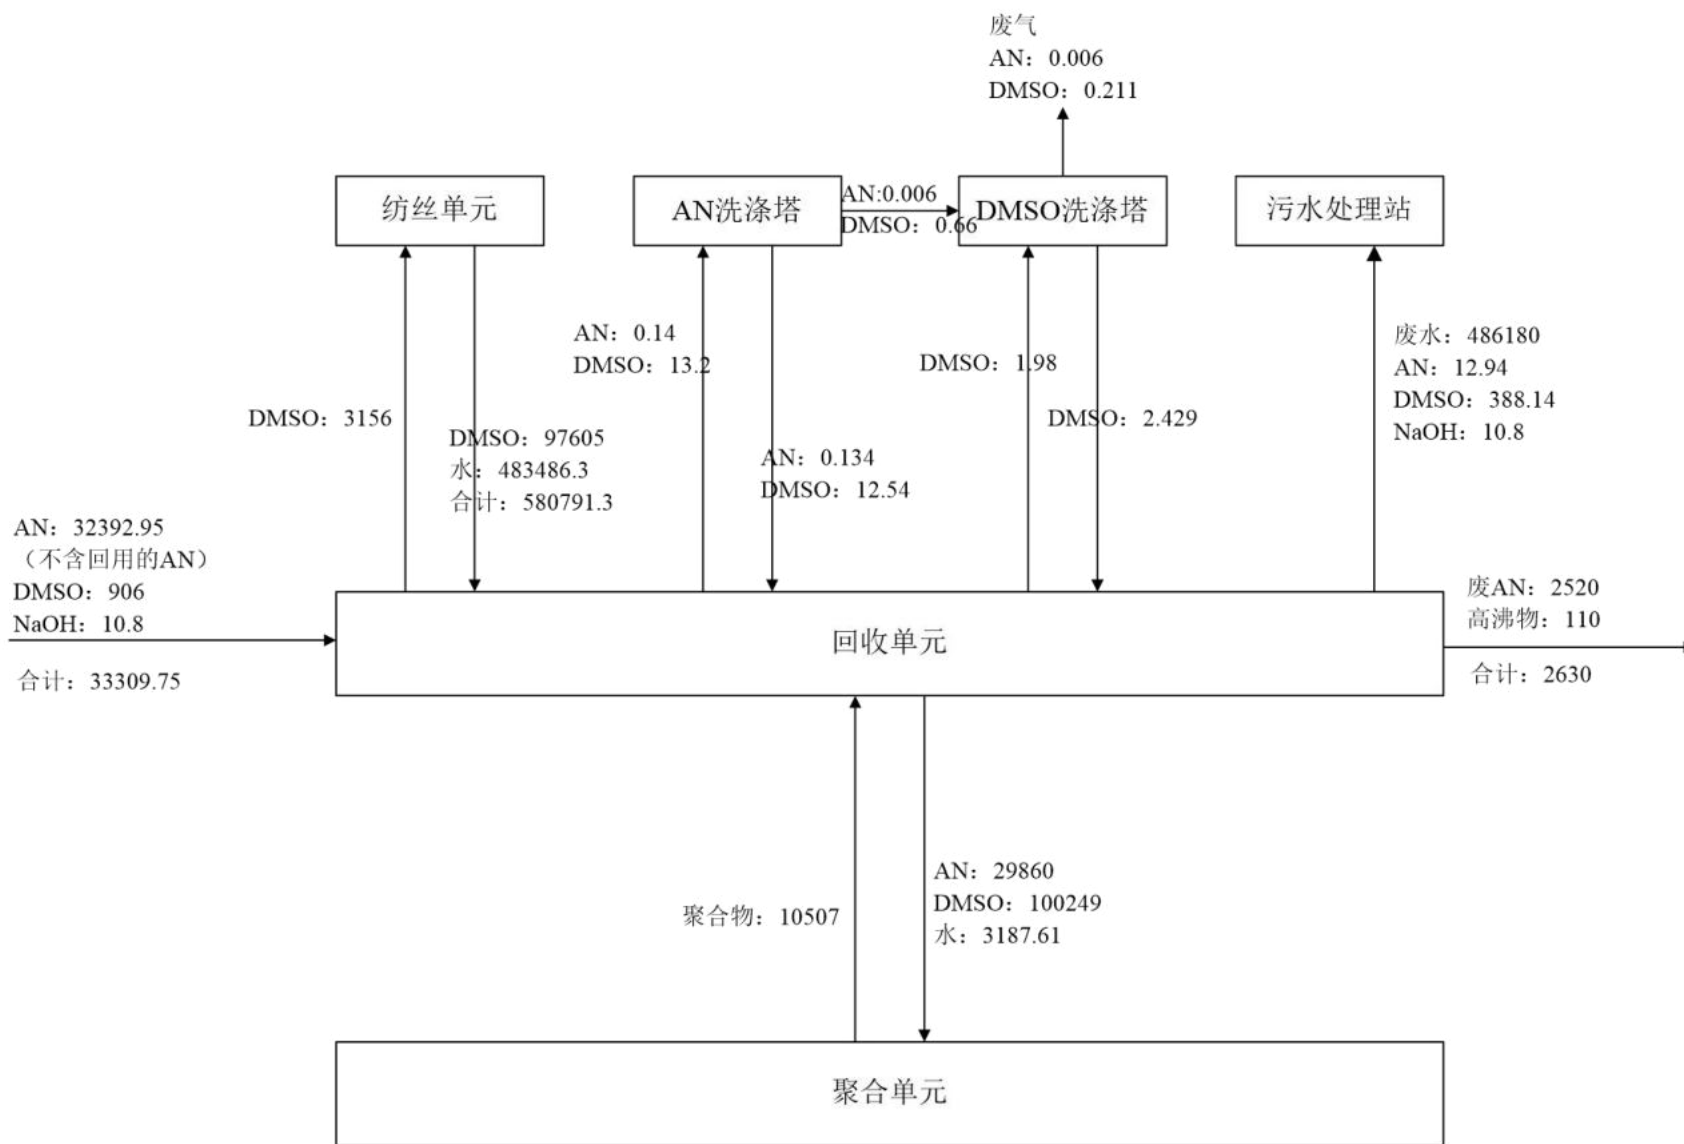 废气
AN：0.006
DMSO：0.211
纺丝单元
AN洗涤塔
AN:0.006
DMSO：0.66
DMSO洗涤塔
污水处理站
DMSO：3156
DMSO：97605
水：483486.3
合计：580791.3
AN：0.14
DMSO：13.2
AN：0.134
DMSO：12.54
DMSO：1.98
DMSO：2.429
废水：486180
AN：12.94
DMSO：388.14
NaOH：10.8
AN：32392.95
（不含回用的AN）
DMSO：906
NaOH：10.8
合计：33309.75
回收单元
废AN：2520
高沸物：110
合计：2630
聚合物：10507
AN：29860
DMSO：100249
水：3187.61
聚合单元